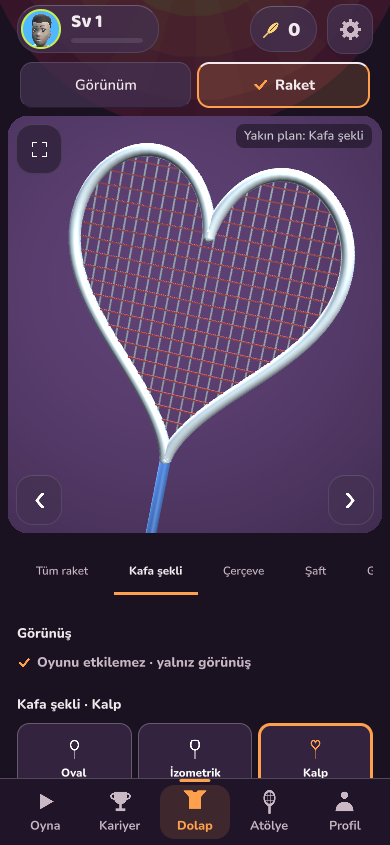 Sv 1
0
Görünüm
Raket
Yakın plan: Kafa şekli
Tüm raket
Kafa şekli
Çerçeve
Şaft
G
Görünüş
Oyunu etkilemez · yalnız görünüş
Kafa şekli · Kalp
Oval
İzometrik
Kalp
Oyna
Kariyer
Dolap
Atölye
Profil